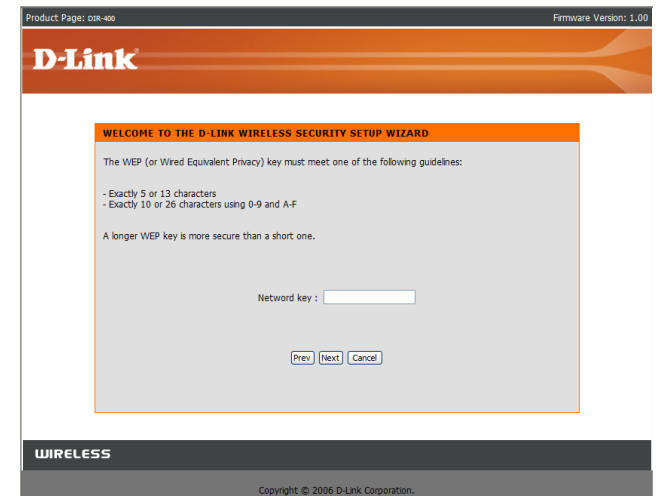 Product Page: DIR-400 Firmware Version: 1.00
D-Link
WELCOME TO THE D-LINK WIRELESS SECURITY SETUP WIZARD
The WEP (or Wired Equivalent Privacy) key must meet one of the following guidelines:
- Exactly 5 or 13 characters
- Exactly 10 or 26 characters using 0-9 and A-F
A longer WEP key is more secure than a short one.
Netword key :
Prev Next Cancel
WIRELESS
Copyright © 2006 D-Link Corporation.